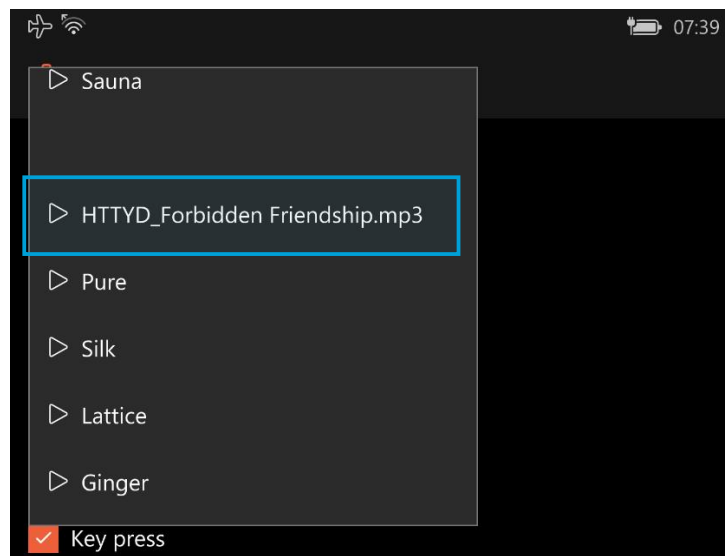 07:39
Sauna
HTTYD_Forbidden Friendship.mp3
Pure
Silk
Lattice
Ginger
Key press